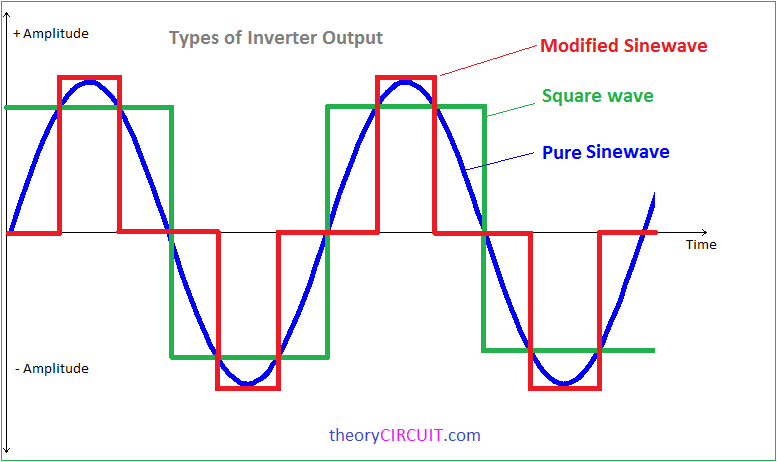 + Amplitude
Types of Inverter Output
Modified Sinewave
Square wave
Pure Sinewave
Time
- Amplitude
theoryCIRCUIT.com